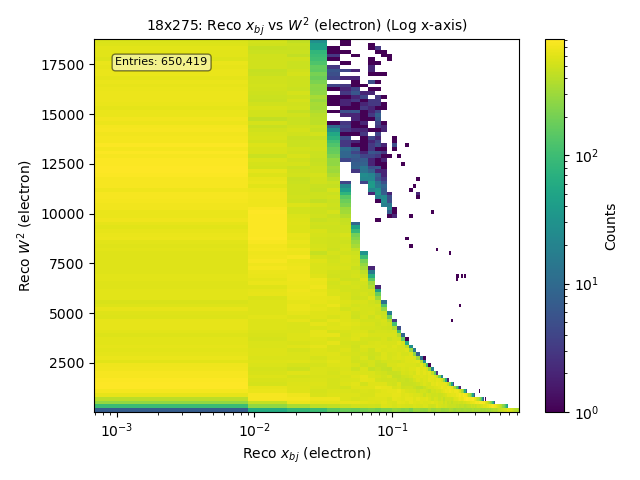 18x275: Reco $x_{bj}$ vs $W^2$ (electron) (Log x-axis)
Entries: 650,419
17500
15000
12500
10000
7500
5000
2500
Reco $W^2$ (electron)
$10^{-3}$ $10^{-2}$ $10^{-1}$
Reco $x_{bj}$ (electron)
$10^2$
$10^1$
$10^0$
Counts